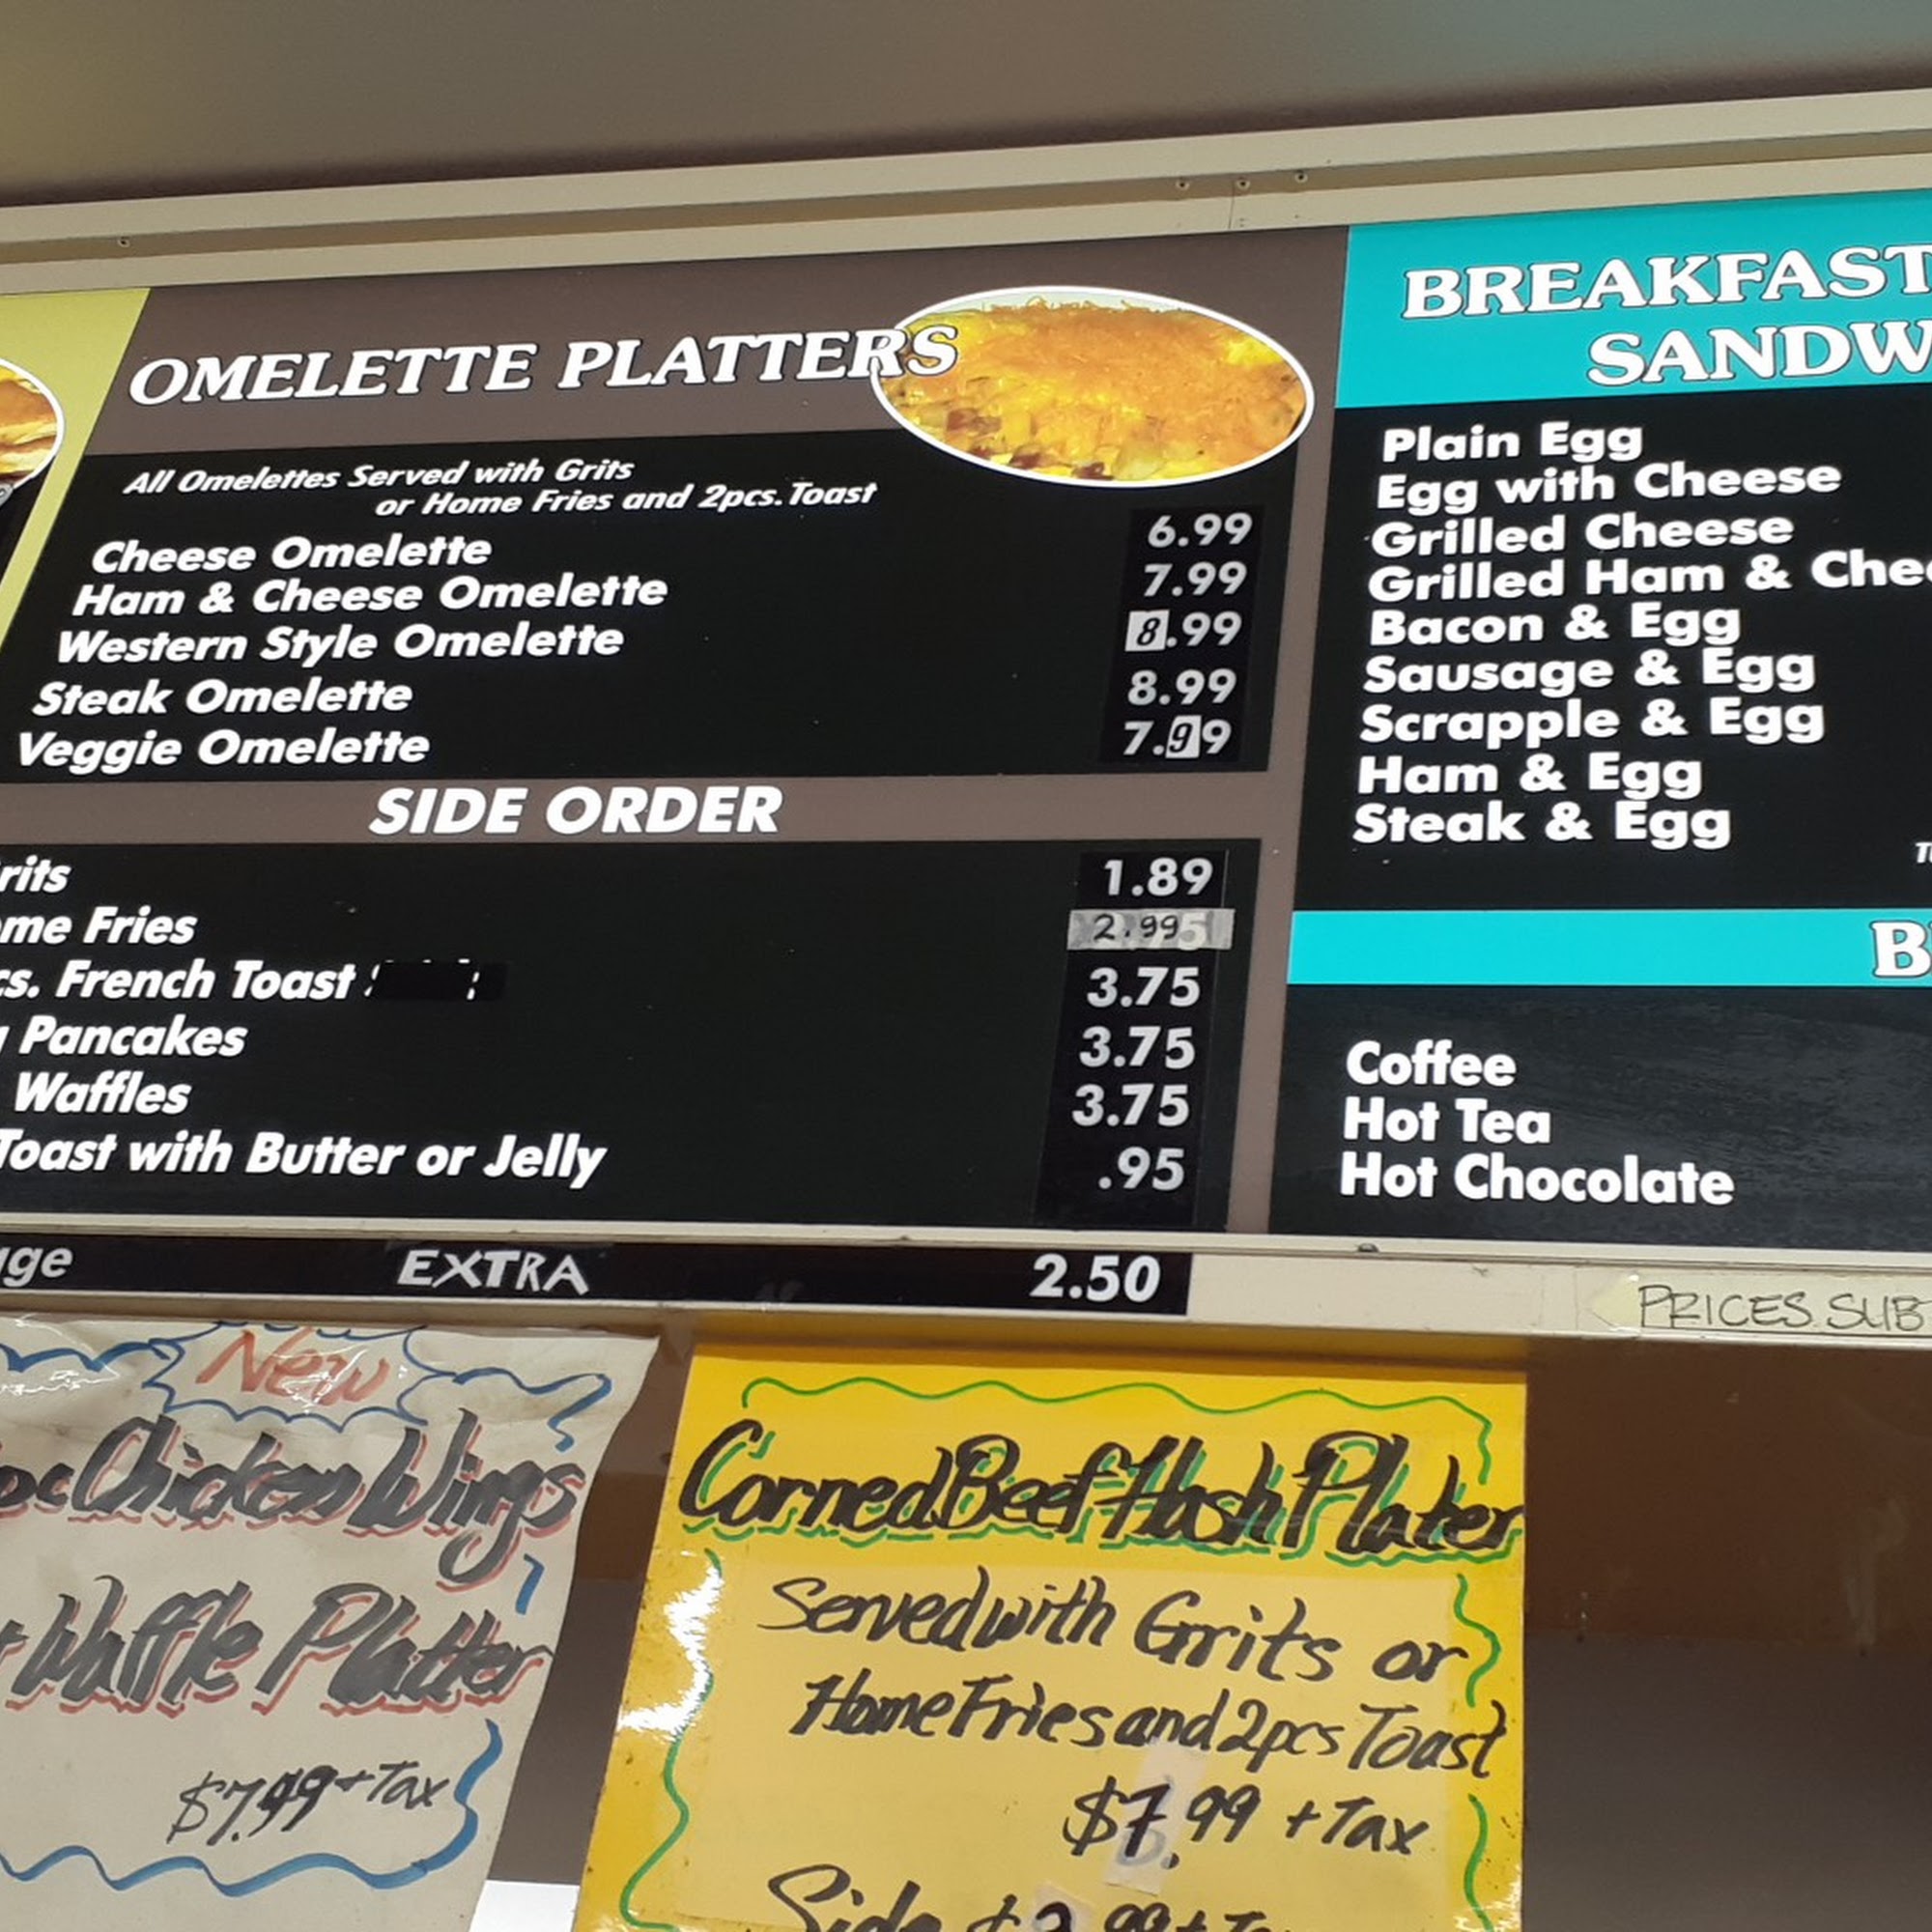 OMELETTE PLATTERS
All Omelettes Served with Grits
or Home Fries and 2pcs. Toast
Cheese Omelette 6.99
Ham & Cheese Omelette 7.99
Western Style Omelette 8.99
Steak Omelette 8.99
Veggie Omelette 7.99
SIDE ORDER
rits 1.89
me Fries 2.99
cs. French Toast 3.75
Pancakes 3.75
Waffles 3.75
Toast with Butter or Jelly .95
ge EXTRA 2.50
BREAKFAST
SANDW
Plain Egg
Egg with Cheese
Grilled Cheese
Grilled Ham & Chee
Bacon & Egg
Sausage & Egg
Scrapple & Egg
Ham & Egg
Steak & Egg
B
Coffee
Hot Tea
Hot Chocolate
PRICES SUB
New
Chicken Wings
Waffle Platter
$7.99 + Tax
Corned Beef Hash Plater
Served with Grits or
Home Fries and 2pcs Toast
$7.99 + Tax
Side